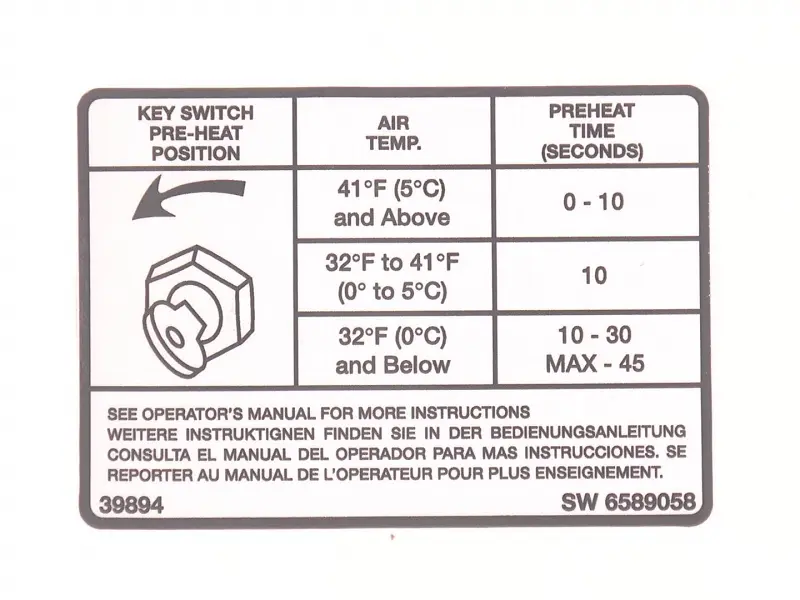 KEY SWITCH
PRE-HEAT
POSITION
AIR
TEMP.
PREHEAT
TIME
(SECONDS)
41°F (5°C)
and Above
0 - 10
32°F to 41°F
(0° to 5°C)
10
32°F (0°C)
and Below
10 - 30
MAX - 45
SEE OPERATOR'S MANUAL FOR MORE INSTRUCTIONS
WEITERE INSTRUKTIGNEN FINDEN SIE IN DER BEDIENUNGSANLEITUNG
CONSULTA EL MANUAL DEL OPERADOR PARA MAS INSTRUCCIONES. SE
REPORTER AU MANUAL DE L'OPERATEUR POUR PLUS ENSEIGNEMENT.
39894
SW 6589058